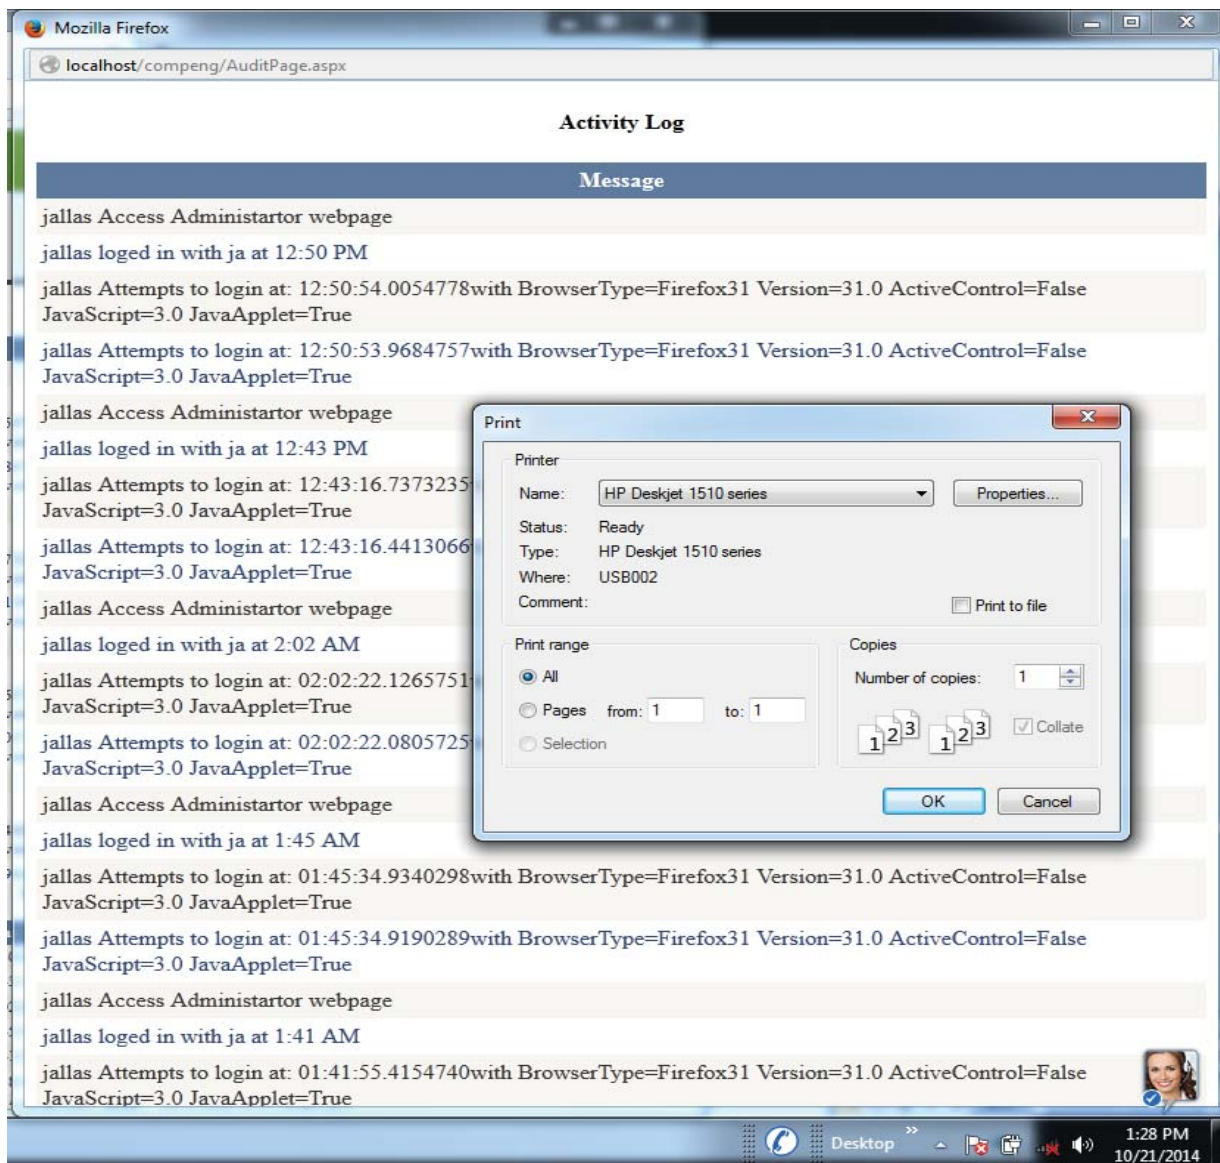 Mozilla Firefox
localhost/compeng/AuditPage.aspx
Activity Log
Message
jallas Access Administartor webpage
jallas loged in with ja at 12:50 PM
jallas Attempts to login at: 12:50:54.0054778with BrowserType=Firefox31 Version=31.0 ActiveControl=False
JavaScript=3.0 JavaApplet=True
jallas Attempts to login at: 12:50:53.9684757with BrowserType=Firefox31 Version=31.0 ActiveControl=False
JavaScript=3.0 JavaApplet=True
jallas Access Administartor webpage
jallas loged in with ja at 12:43 PM
jallas Attempts to login at: 12:43:16.7373235
JavaScript=3.0 JavaApplet=True
jallas Attempts to login at: 12:43:16.4413066
JavaScript=3.0 JavaApplet=True
jallas Access Administartor webpage
jallas loged in with ja at 2:02 AM
jallas Attempts to login at: 02:02:22.1265751
JavaScript=3.0 JavaApplet=True
jallas Attempts to login at: 02:02:22.0805725
JavaScript=3.0 JavaApplet=True
jallas Access Administartor webpage
jallas loged in with ja at 1:45 AM
jallas Attempts to login at: 01:45:34.9340298with BrowserType=Firefox31 Version=31.0 ActiveControl=False
JavaScript=3.0 JavaApplet=True
jallas Attempts to login at: 01:45:34.9190289with BrowserType=Firefox31 Version=31.0 ActiveControl=False
JavaScript=3.0 JavaApplet=True
jallas Access Administartor webpage
jallas loged in with ja at 1:41 AM
jallas Attempts to login at: 01:41:55.4154740with BrowserType=Firefox31 Version=31.0 ActiveControl=False
JavaScript=3.0 JavaApplet=True
Print
Printer
Name: HP Deskjet 1510 series Properties...
Status: Ready
Type: HP Deskjet 1510 series
Where: USB002
Comment: Print to file
Print range
All
Pages from: 1 to: 1
Selection
Copies
Number of copies: 1
1 2 3 1 2 3 Collate
OK Cancel
Desktop »
1:28 PM
10/21/2014